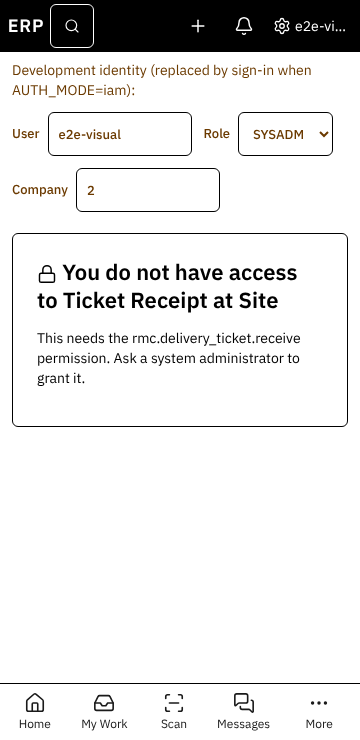 ERP
e2e-vi...
Development identity (replaced by sign-in when
AUTH_MODE=iam):
User e2e-visual Role SYSADM
Company 2
You do not have access
to Ticket Receipt at Site
This needs the rmc.delivery_ticket.receive
permission. Ask a system administrator to
grant it.
Home My Work Scan Messages More